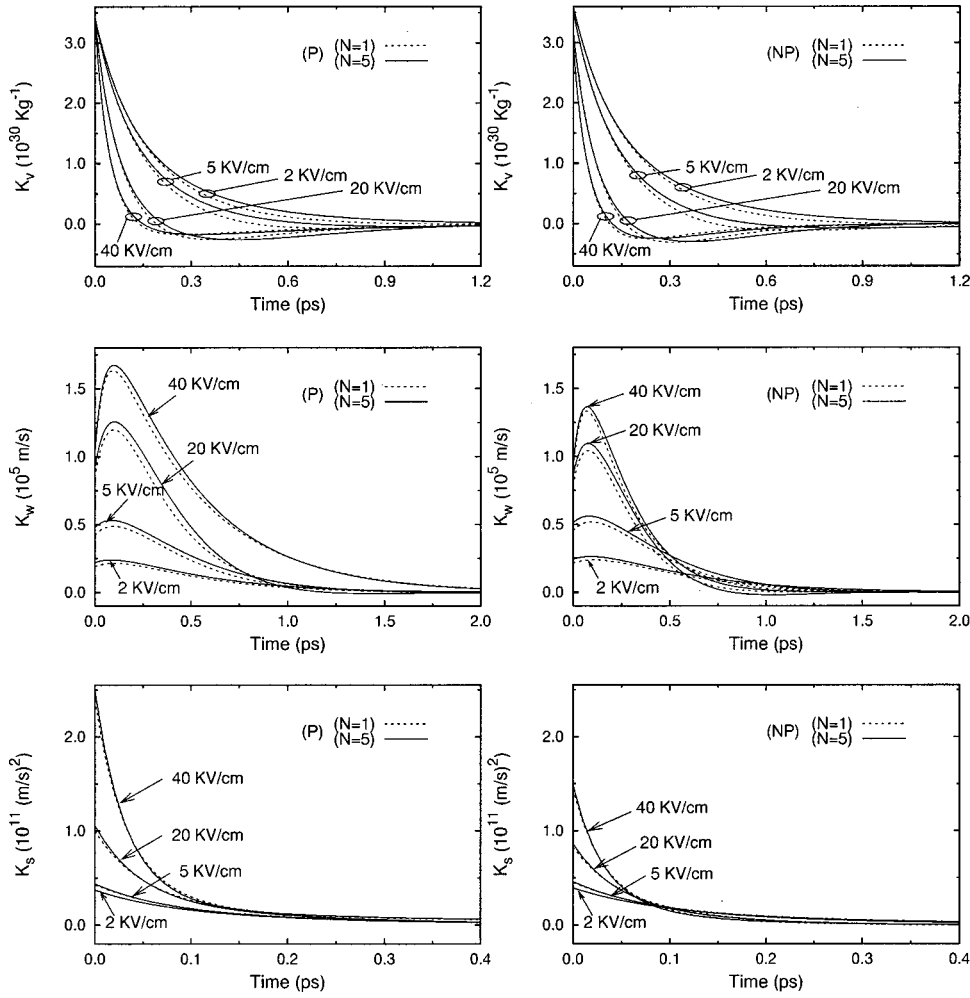 3.0
2.0
1.0
0.0
K_v (10^30 Kg^-1)
(P)
(N=1)
(N=5)
5 KV/cm
2 KV/cm
20 KV/cm
40 KV/cm
0.0
0.3
0.6
0.9
1.2
Time (ps)
3.0
2.0
1.0
0.0
K_v (10^30 Kg^-1)
(NP)
(N=1)
(N=5)
5 KV/cm
2 KV/cm
20 KV/cm
40 KV/cm
0.0
0.3
0.6
0.9
1.2
Time (ps)
1.5
1.0
0.5
0.0
K_w (10^5 m/s)
(P)
(N=1)
(N=5)
40 KV/cm
20 KV/cm
5 KV/cm
2 KV/cm
0.0
0.5
1.0
1.5
2.0
Time (ps)
1.5
1.0
0.5
0.0
K_w (10^5 m/s)
(NP)
(N=1)
(N=5)
40 KV/cm
20 KV/cm
5 KV/cm
2 KV/cm
0.0
0.5
1.0
1.5
2.0
Time (ps)
2.0
1.0
0.0
K_s (10^11 (m/s)^2)
(P)
(N=1)
(N=5)
40 KV/cm
20 KV/cm
5 KV/cm
2 KV/cm
0.0
0.1
0.2
0.3
0.4
Time (ps)
2.0
1.0
0.0
K_s (10^11 (m/s)^2)
(NP)
(N=1)
(N=5)
40 KV/cm
20 KV/cm
5 KV/cm
2 KV/cm
0.0
0.1
0.2
0.3
0.4
Time (ps)